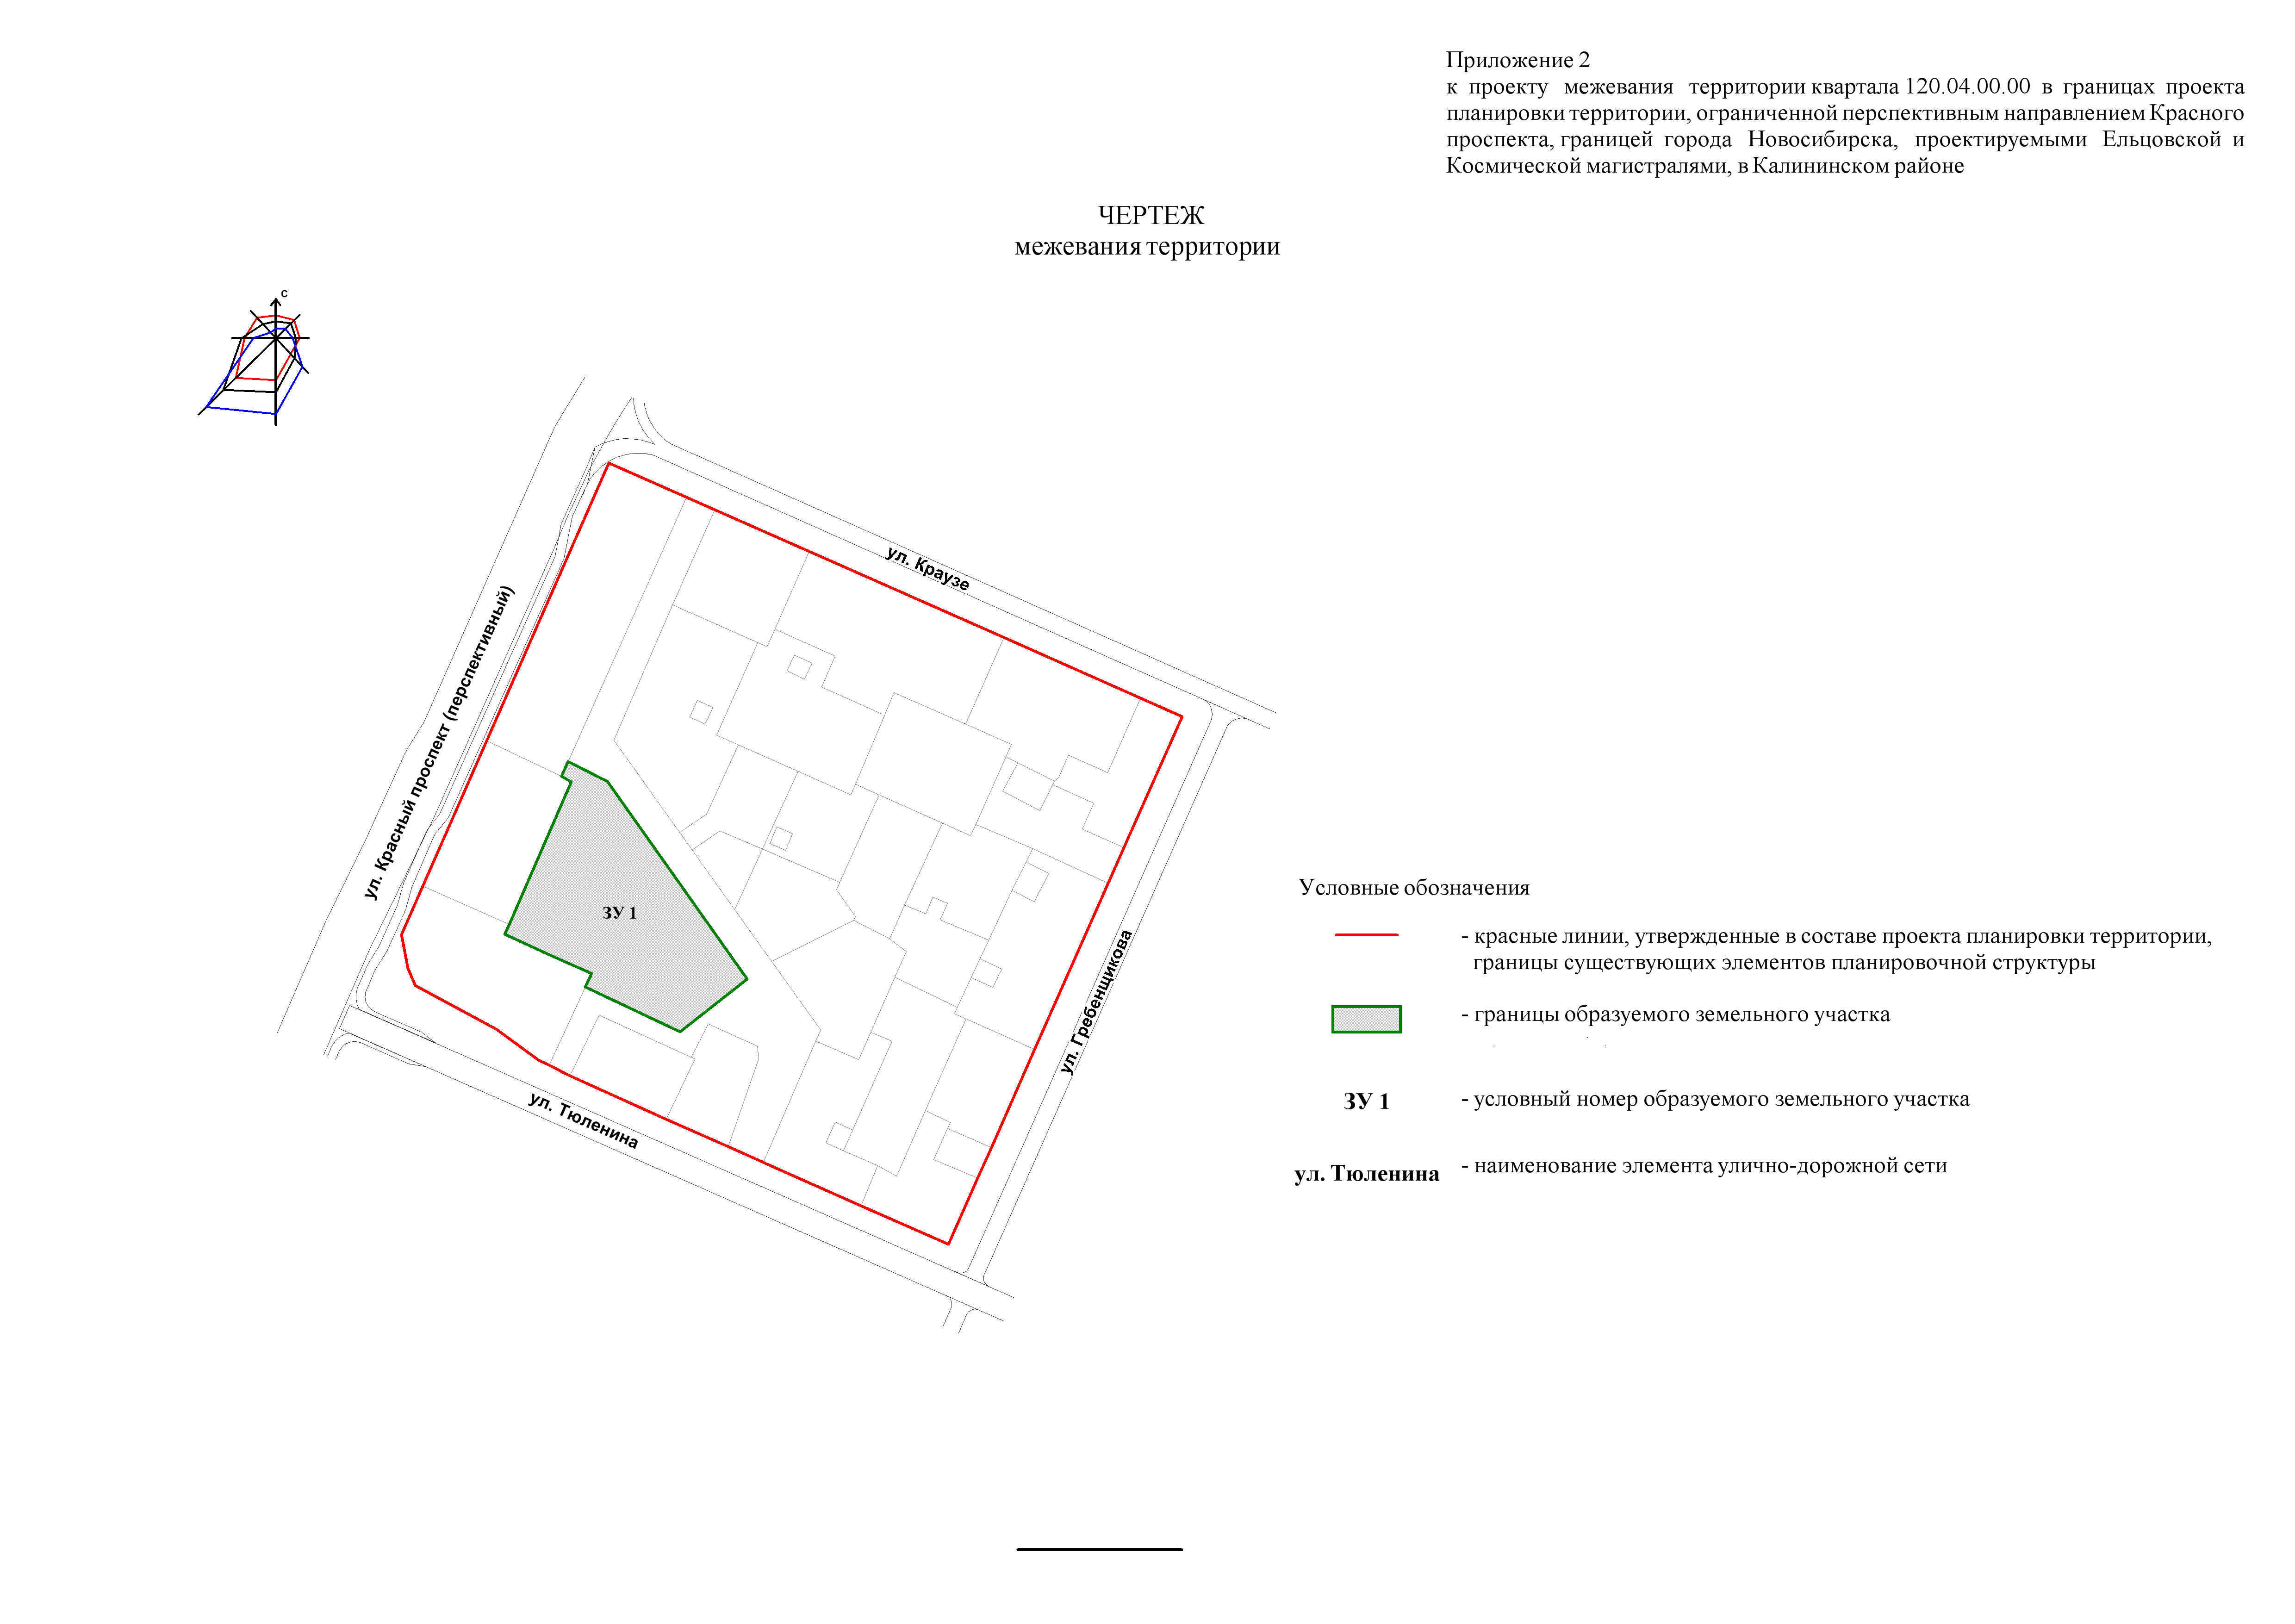 Приложение 2
к проекту межевания территории квартала 120.04.00.00 в границах проекта
планировки территории, ограниченной перспективным направлением Красного
проспекта, границей города Новосибирска, проектируемыми Ельцовской и
Космической магистралями, в Калининском районе
ЧЕРТЕЖ
межевания территории
С
ул. Краузе
ул. Красный проспект (перспективный)
ЗУ 1
ул. Гребенщикова
ул. Тюленина
Условные обозначения
- красные линии, утвержденные в составе проекта планировки территории,
границы существующих элементов планировочной структуры
- границы образуемого земельного участка
ЗУ 1 - условный номер образуемого земельного участка
ул. Тюленина - наименование элемента улично-дорожной сети